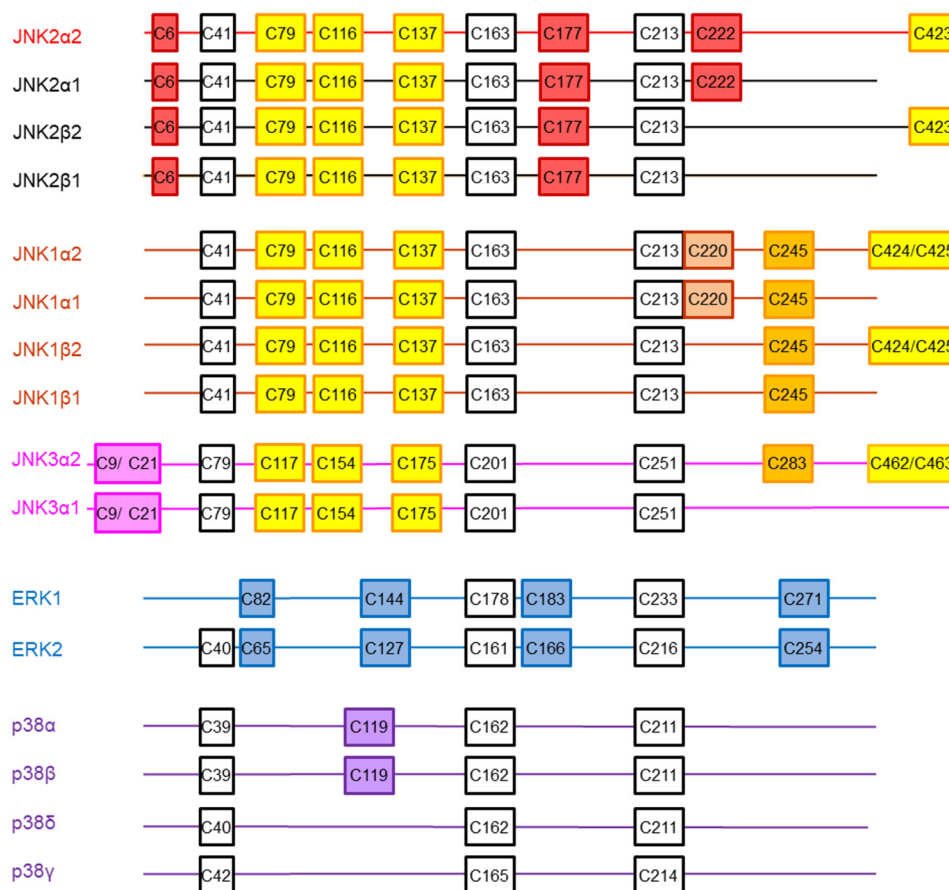 JNK2α2 C6 C41 C79 C116 C137 C163 C177 C213 C222 C423
JNK2α1 C6 C41 C79 C116 C137 C163 C177 C213 C222
JNK2β2 C6 C41 C79 C116 C137 C163 C177 C213 C423
JNK2β1 C6 C41 C79 C116 C137 C163 C177 C213
JNK1α2 C41 C79 C116 C137 C163 C213 C220 C245 C424/C425
JNK1α1 C41 C79 C116 C137 C163 C213 C220 C245
JNK1β2 C41 C79 C116 C137 C163 C213 C245 C424/C425
JNK1β1 C41 C79 C116 C137 C163 C213 C245
JNK3α2 C9/ C21 C79 C117 C154 C175 C201 C251 C283 C462/C463
JNK3α1 C9/ C21 C79 C117 C154 C175 C201 C251
ERK1 C82 C144 C178 C183 C233 C271
ERK2 C40 C65 C127 C161 C166 C216 C254
p38α C39 C119 C162 C211
p38β C39 C119 C162 C211
p38δ C40 C162 C211
p38γ C42 C165 C214